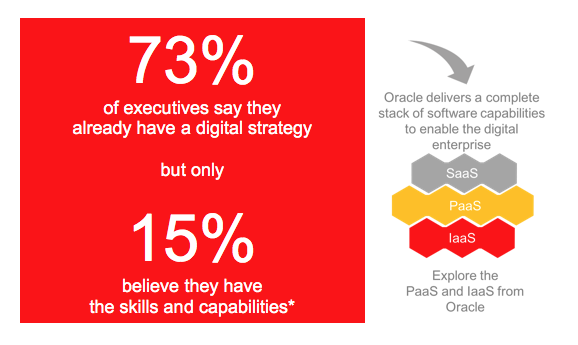 73%
of executives say they
already have a digital strategy
but only
15%
believe they have
the skills and capabilities*
Oracle delivers a complete
stack of software capabilities
to enable the digital
enterprise
SaaS
PaaS
IaaS
Explore the
PaaS and IaaS from
Oracle